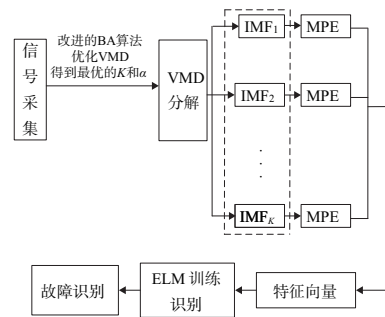 信号采集
改进的BA算法
优化VMD
得到最优的K和α
VMD
分解
IMF₁
MPE
IMF₂
MPE
···
IMF_K
MPE
故障识别
ELM 训练
识别
特征向量